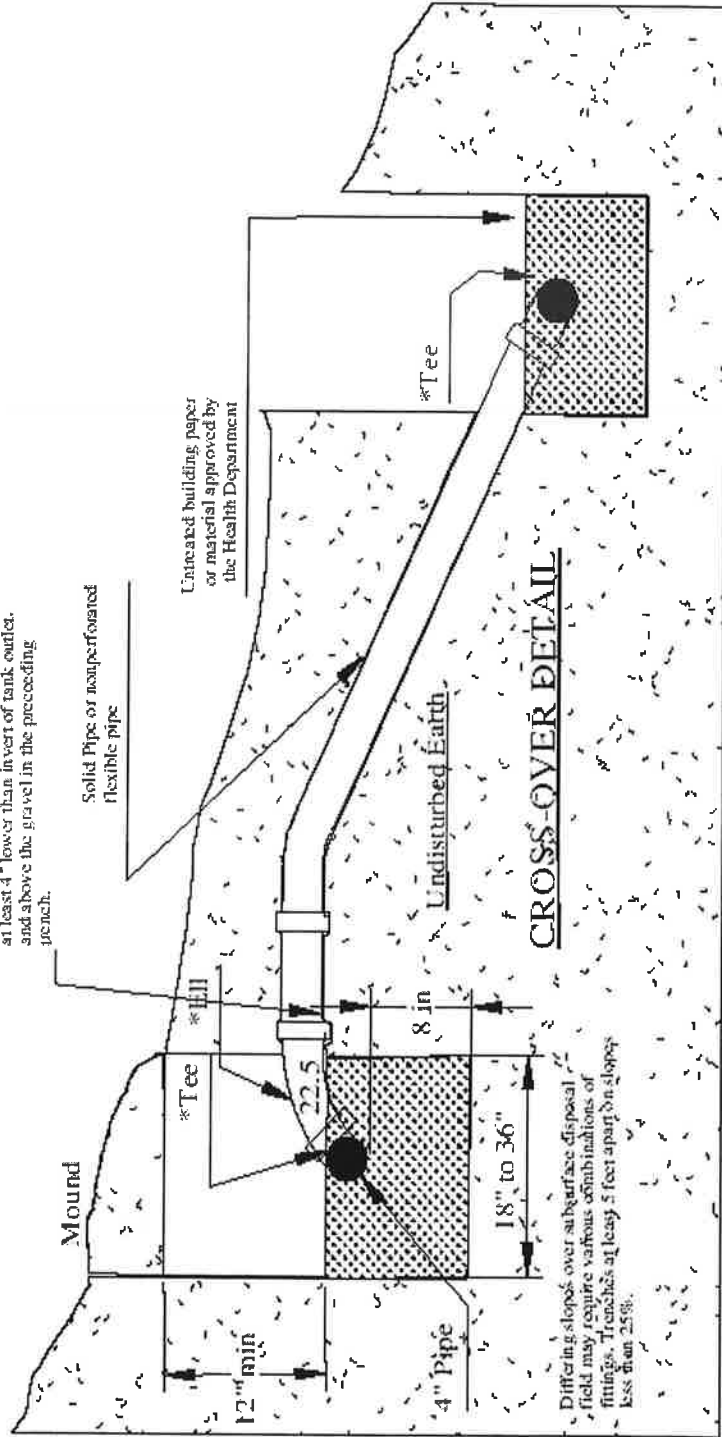 at least 4" lower than invert of tank outlet.
and above the gravel in the preceeding
trench.
Solid Pipe or nonperforated
flexible pipe
Untreated building paper
or material approved by
the Health Department
Mound
*Tee
*Ell
22.5
*Tee
12" min
8 in
18" to 36"
4" Pipe
Undisturbed Earth
CROSS-OVER DETAIL
Differing slopes over subsurface disposal
field may require various combinations of
fittings. Trenches at least 5 feet apart on slopes
less than 25%.